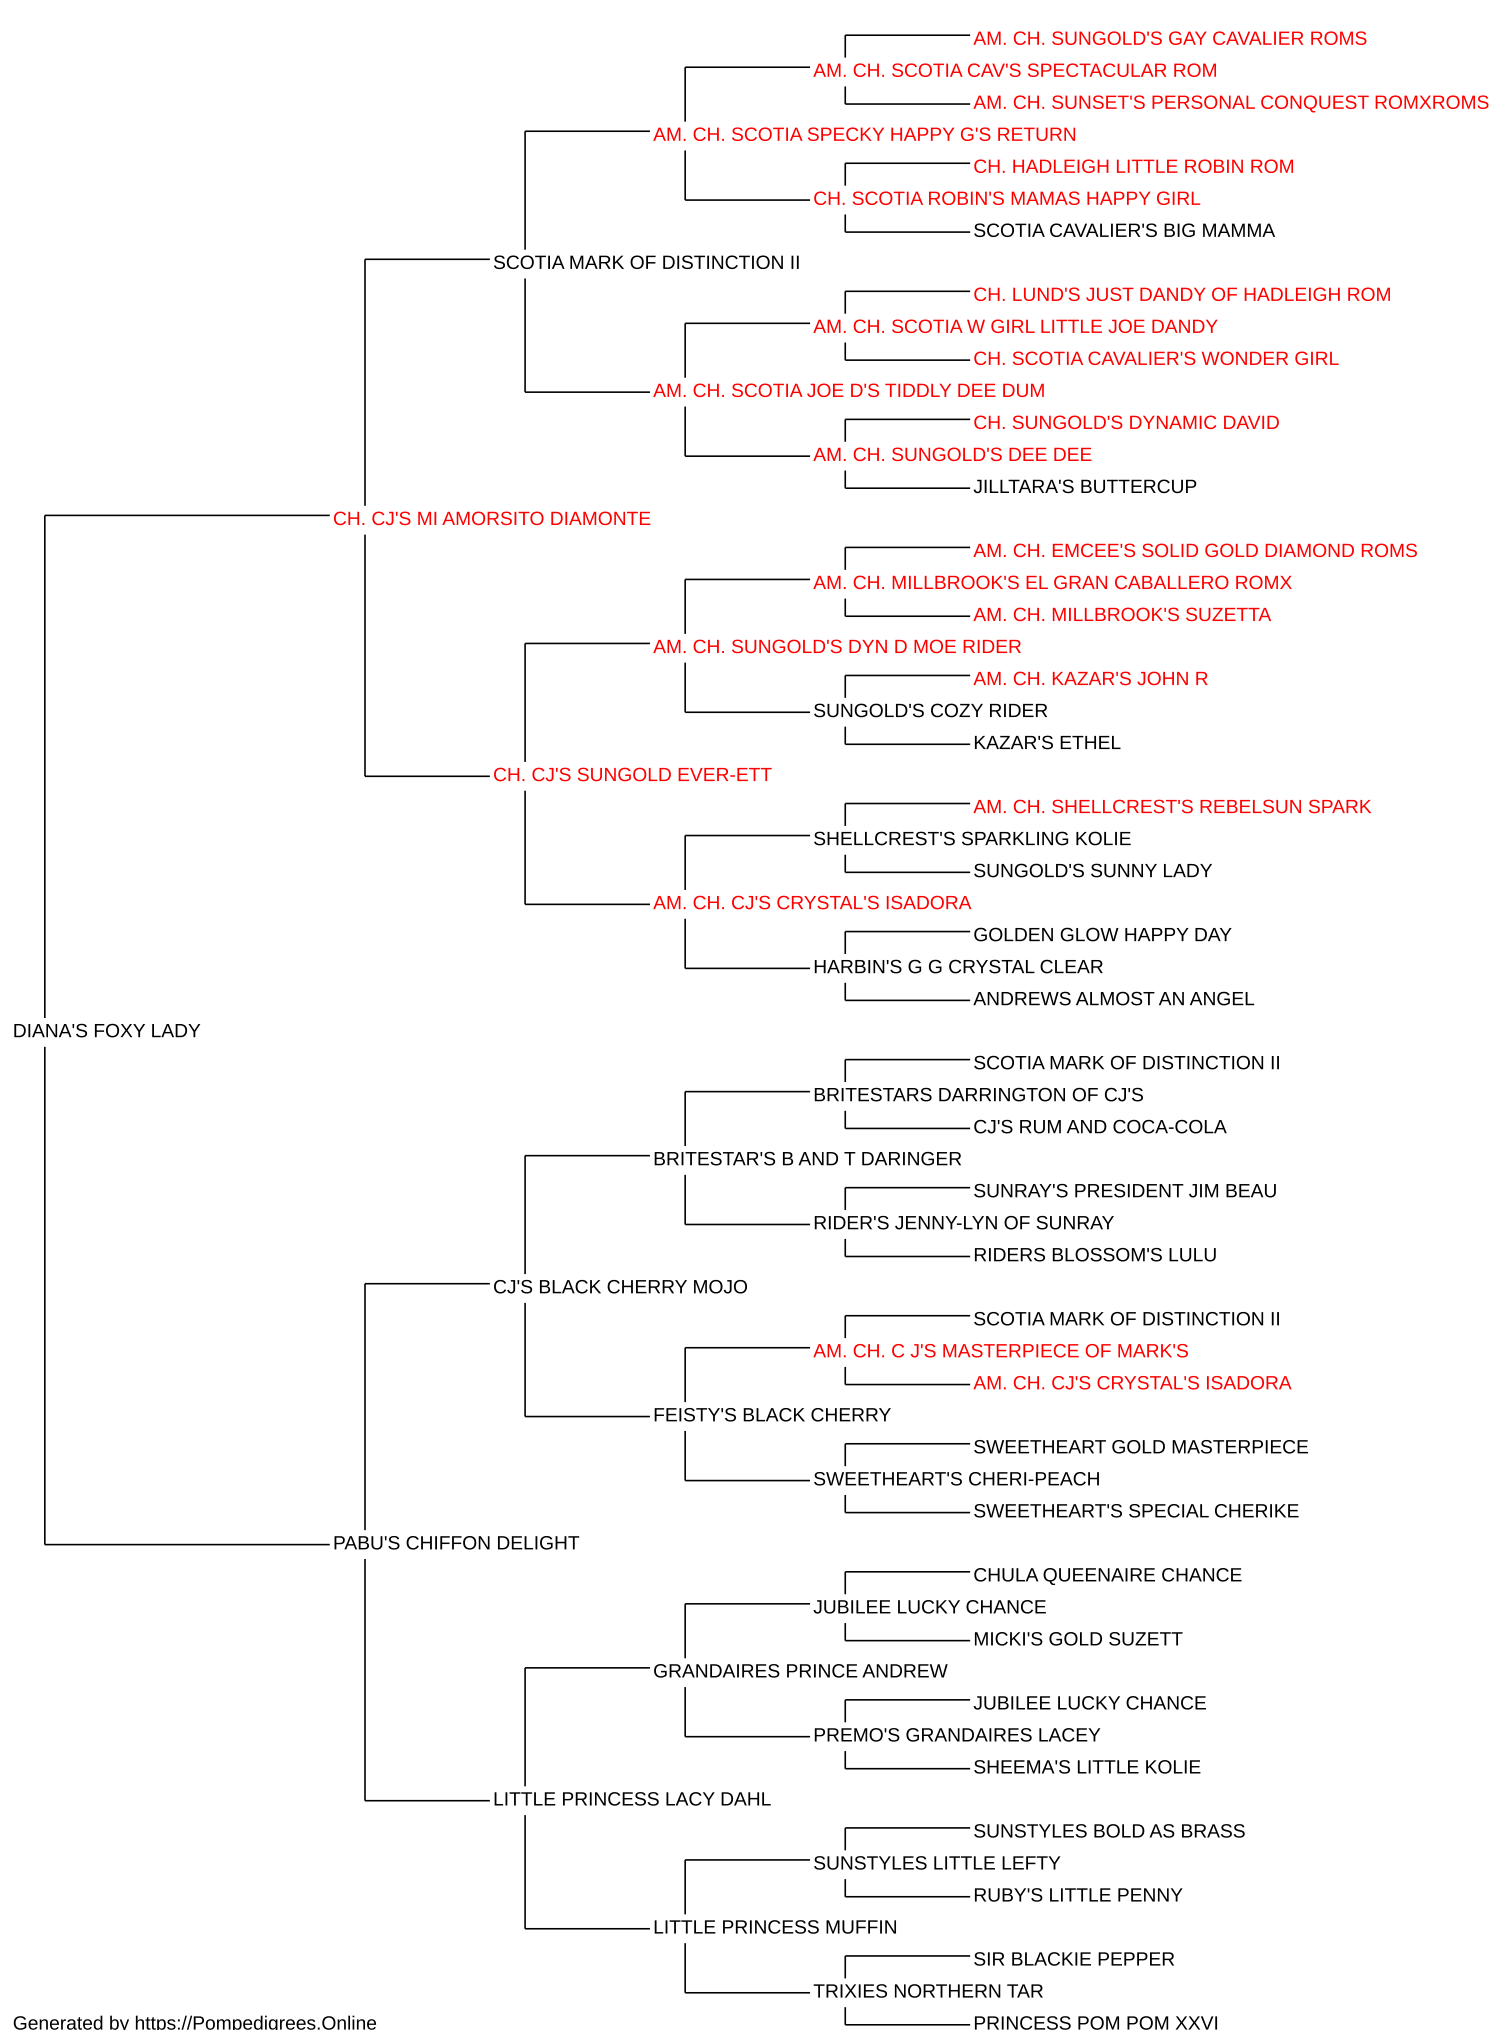 AM. CH. SUNGOLD'S GAY CAVALIER ROMS
AM. CH. SCOTIA CAV'S SPECTACULAR ROM
AM. CH. SUNSET'S PERSONAL CONQUEST ROMXROMS
AM. CH. SCOTIA SPECKY HAPPY G'S RETURN
CH. HADLEIGH LITTLE ROBIN ROM
CH. SCOTIA ROBIN'S MAMAS HAPPY GIRL
SCOTIA CAVALIER'S BIG MAMMA
SCOTIA MARK OF DISTINCTION II
CH. LUND'S JUST DANDY OF HADLEIGH ROM
AM. CH. SCOTIA W GIRL LITTLE JOE DANDY
CH. SCOTIA CAVALIER'S WONDER GIRL
AM. CH. SCOTIA JOE D'S TIDDLY DEE DUM
CH. SUNGOLD'S DYNAMIC DAVID
AM. CH. SUNGOLD'S DEE DEE
JILLTARA'S BUTTERCUP
CH. CJ'S MI AMORSITO DIAMONTE
AM. CH. EMCEE'S SOLID GOLD DIAMOND ROMS
AM. CH. MILLBROOK'S EL GRAN CABALLERO ROMX
AM. CH. MILLBROOK'S SUZETTA
AM. CH. SUNGOLD'S DYN D MOE RIDER
AM. CH. KAZAR'S JOHN R
SUNGOLD'S COZY RIDER
KAZAR'S ETHEL
CH. CJ'S SUNGOLD EVER-ETT
AM. CH. SHELLCREST'S REBELSUN SPARK
SHELLCREST'S SPARKLING KOLIE
SUNGOLD'S SUNNY LADY
AM. CH. CJ'S CRYSTAL'S ISADORA
GOLDEN GLOW HAPPY DAY
HARBIN'S G G CRYSTAL CLEAR
ANDREWS ALMOST AN ANGEL
DIANA'S FOXY LADY
SCOTIA MARK OF DISTINCTION II
BRITESTARS DARRINGTON OF CJ'S
CJ'S RUM AND COCA-COLA
BRITESTAR'S B AND T DARINGER
SUNRAY'S PRESIDENT JIM BEAU
RIDER'S JENNY-LYN OF SUNRAY
RIDERS BLOSSOM'S LULU
CJ'S BLACK CHERRY MOJO
SCOTIA MARK OF DISTINCTION II
AM. CH. C J'S MASTERPIECE OF MARK'S
AM. CH. CJ'S CRYSTAL'S ISADORA
FEISTY'S BLACK CHERRY
SWEETHEART GOLD MASTERPIECE
SWEETHEART'S CHERI-PEACH
SWEETHEART'S SPECIAL CHERIKE
PABU'S CHIFFON DELIGHT
CHULA QUEENAIRE CHANCE
JUBILEE LUCKY CHANCE
MICKI'S GOLD SUZETT
GRANDAIRES PRINCE ANDREW
JUBILEE LUCKY CHANCE
PREMO'S GRANDAIRES LACEY
SHEEMA'S LITTLE KOLIE
LITTLE PRINCESS LACY DAHL
SUNSTYLES BOLD AS BRASS
SUNSTYLES LITTLE LEFTY
RUBY'S LITTLE PENNY
LITTLE PRINCESS MUFFIN
SIR BLACKIE PEPPER
TRIXIES NORTHERN TAR
PRINCESS POM POM XXVI
Generated by https://Pompedigrees.Online